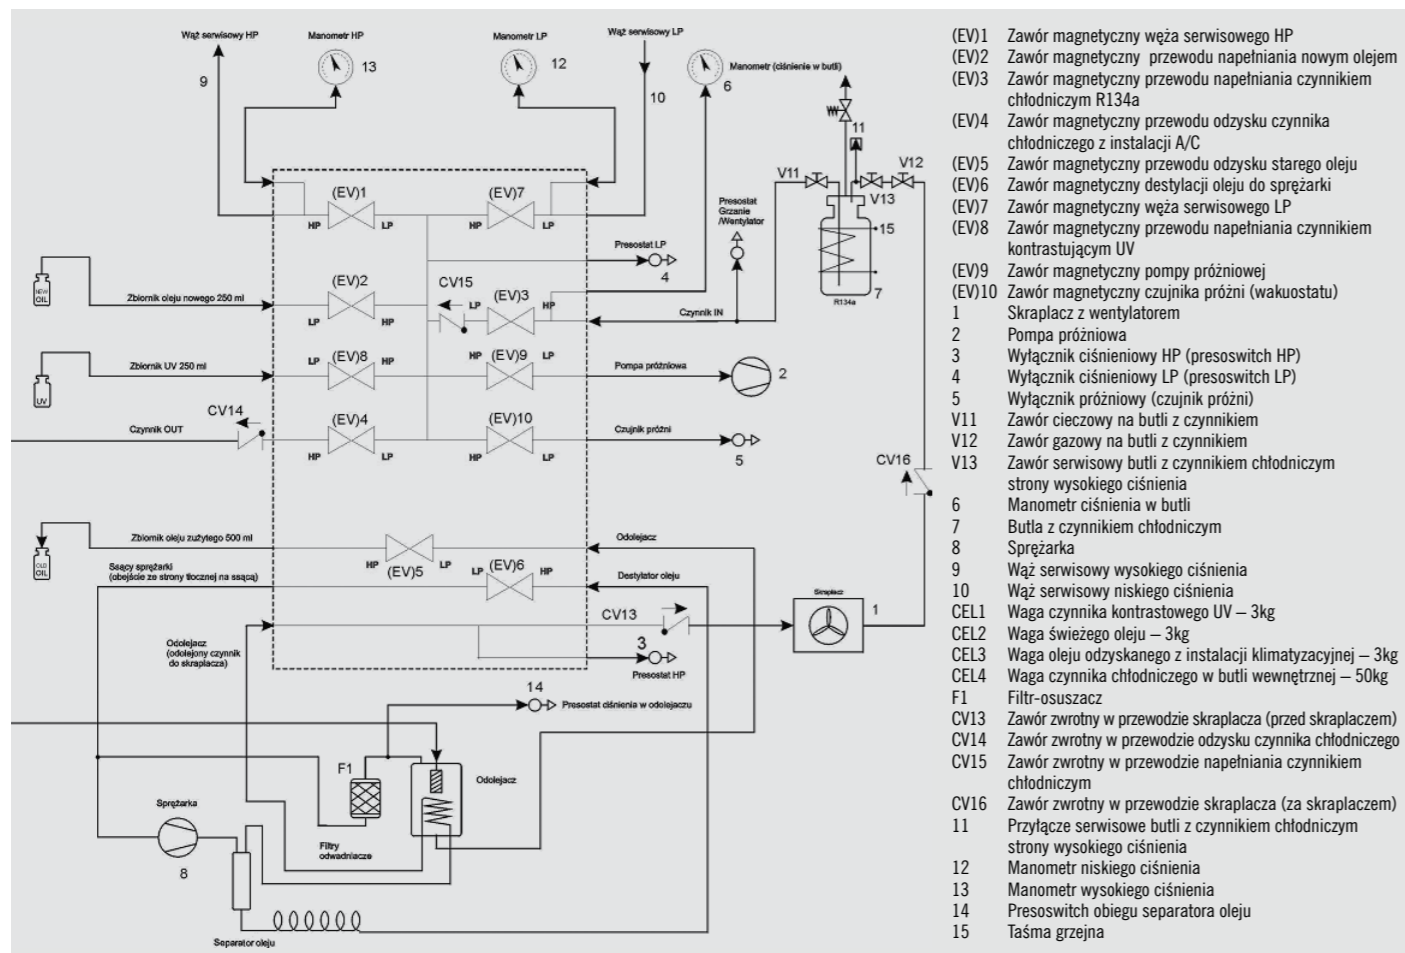 Wąż serwisowy HP
Manometr HP
Manometr LP
Wąż serwisowy LP
Manometr (ciśnienie w butli)
9
13
12
10
6
11
V11
V12
V13
15
7
R134a
Presostat
Grzanie
/Wentylator
(EV)1
(EV)7
HP
LP
HP
LP
Presostat LP
4
NEW
OIL
Zbiornik oleju nowego 250 ml
(EV)2
LP
HP
CV15
LP
(EV)3
HP
Czynnik IN
UV
Zbiornik UV 250 ml
LP
(EV)8
HP
HP
(EV)9
LP
Pompa próżniowa
2
CV14
Czynnik OUT
(EV)4
HP
LP
(EV)10
HP
LP
Czujnik próżni
5
CV16
OLD
OIL
Zbiornik oleju zużytego 500 ml
HP
(EV)5
LP
Odolejacz
Ssący sprężarki
(obejście ze strony tłocznej na ssącą)
LP
(EV)6
HP
Destylator oleju
CV13
Skraplacz
1
Odolejacz
(odolejony czynnik
do skraplacza)
3
Presostat HP
14
Presostat ciśnienia w odolejaczu
F1
Odolejacz
Sprężarka
8
Filtry
odwadniacze
Separator oleju
(EV)1 Zawór magnetyczny węża serwisowego HP
(EV)2 Zawór magnetyczny przewodu napełniania nowym olejem
(EV)3 Zawór magnetyczny przewodu napełniania czynnikiem
chłodniczym R134a
(EV)4 Zawór magnetyczny przewodu odzysku czynnika
chłodniczego z instalacji A/C
(EV)5 Zawór magnetyczny przewodu odzysku starego oleju
(EV)6 Zawór magnetyczny destylacji oleju do sprężarki
(EV)7 Zawór magnetyczny węża serwisowego LP
(EV)8 Zawór magnetyczny przewodu napełniania czynnikiem
kontrastującym UV
(EV)9 Zawór magnetyczny pompy próżniowej
(EV)10 Zawór magnetyczny czujnika próżni (wakuostatu)
1 Skraplacz z wentylatorem
2 Pompa próżniowa
3 Wyłącznik ciśnieniowy HP (presoswitch HP)
4 Wyłącznik ciśnieniowy LP (presoswitch LP)
5 Wyłącznik próżniowy (czujnik próżni)
V11 Zawór cieczowy na butli z czynnikiem
V12 Zawór gazowy na butli z czynnikiem
V13 Zawór serwisowy butli z czynnikiem chłodniczym
strony wysokiego ciśnienia
6 Manometr ciśnienia w butli
7 Butla z czynnikiem chłodniczym
8 Sprężarka
9 Wąż serwisowy wysokiego ciśnienia
10 Wąż serwisowy niskiego ciśnienia
CEL1 Waga czynnika kontrastowego UV – 3kg
CEL2 Waga świeżego oleju – 3kg
CEL3 Waga oleju odzyskanego z instalacji klimatyzacyjnej – 3kg
CEL4 Waga czynnika chłodniczego w butli wewnętrznej – 50kg
F1 Filtr-osuszacz
CV13 Zawór zwrotny w przewodzie skraplacza (przed skraplaczem)
CV14 Zawór zwrotny w przewodzie odzysku czynnika chłodniczego
CV15 Zawór zwrotny w przewodzie napełniania czynnikiem
chłodniczym
CV16 Zawór zwrotny w przewodzie skraplacza (za skraplaczem)
11 Przyłącze serwisowe butli z czynnikiem chłodniczym
strony wysokiego ciśnienia
12 Manometr niskiego ciśnienia
13 Manometr wysokiego ciśnienia
14 Presoswitch obiegu separatora oleju
15 Taśma grzejna